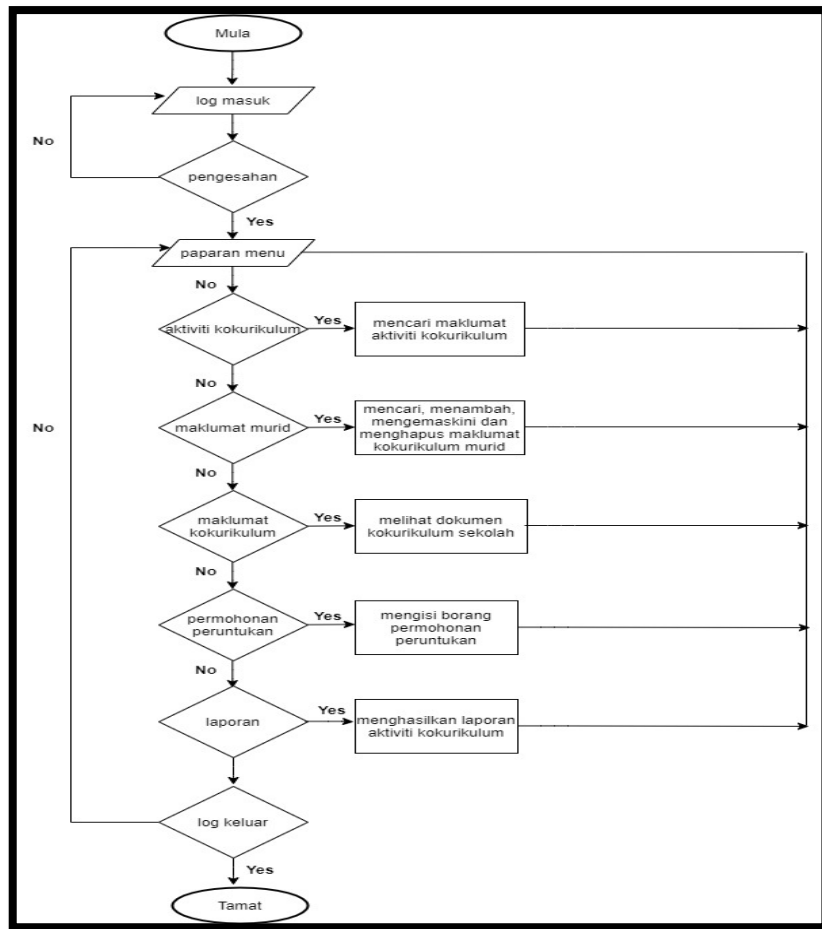 Mula
log masuk
No
pengesahan
Yes
paparan menu
No
aktiviti kokurikulum
Yes
mencari maklumat
aktiviti kokurikulum
No
maklumat murid
Yes
mencari, menambah,
mengemaskini dan
menghapus maklumat
kokurikulum murid
No
No
maklumat
kokurikulum
Yes
melihat dokumen
kokurikulum sekolah
No
permohonan
peruntukan
Yes
mengisi borang
permohonan
peruntukan
No
laporan
Yes
menghasilkan laporan
aktiviti kokurikulum
log keluar
Yes
Tamat